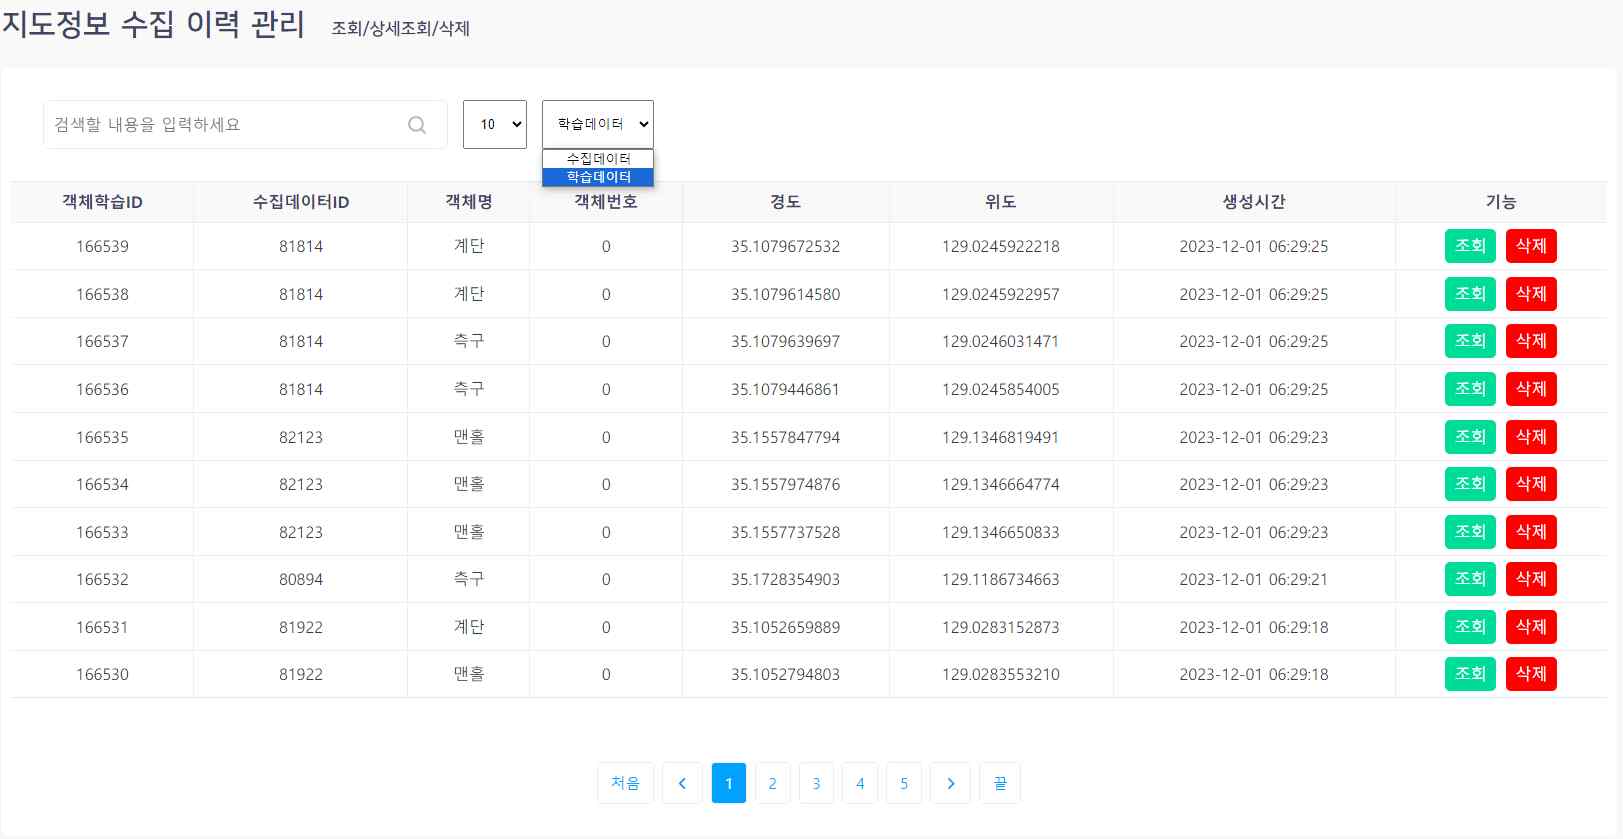 지도정보 수집 이력 관리 조회/상세조회/삭제
검색할 내용을 입력하세요 10 학습데이터
수집데이터
학습데이터
객체학습ID 수집데이터ID 객체명 객체번호 경도 위도 생성시간 기능
166539 81814 계단 0 35.1079672532 129.0245922218 2023-12-01 06:29:25 조회 삭제
166538 81814 계단 0 35.1079614580 129.0245922957 2023-12-01 06:29:25 조회 삭제
166537 81814 측구 0 35.1079639697 129.0246031471 2023-12-01 06:29:25 조회 삭제
166536 81814 측구 0 35.1079446861 129.0245854005 2023-12-01 06:29:25 조회 삭제
166535 82123 맨홀 0 35.1557847794 129.1346819491 2023-12-01 06:29:23 조회 삭제
166534 82123 맨홀 0 35.1557974876 129.1346664774 2023-12-01 06:29:23 조회 삭제
166533 82123 맨홀 0 35.1557737528 129.1346650833 2023-12-01 06:29:23 조회 삭제
166532 80894 측구 0 35.1728354903 129.1186734663 2023-12-01 06:29:21 조회 삭제
166531 81922 계단 0 35.1052659889 129.0283152873 2023-12-01 06:29:18 조회 삭제
166530 81922 맨홀 0 35.1052794803 129.0283553210 2023-12-01 06:29:18 조회 삭제
처음 1 2 3 4 5 끝